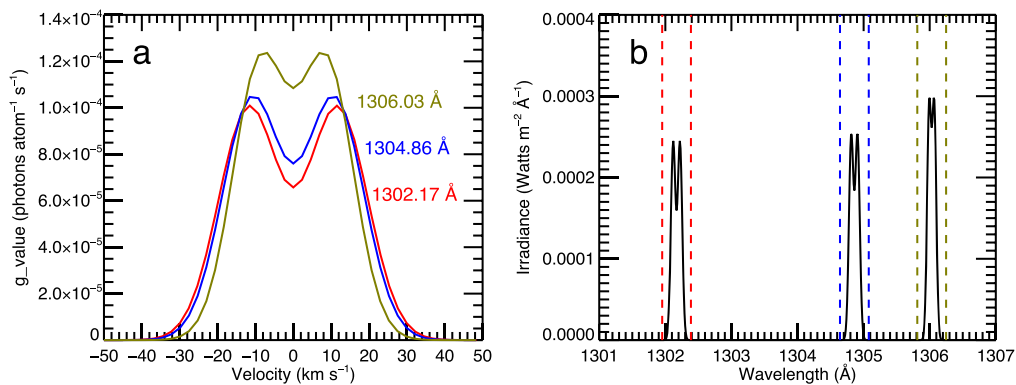 a
g_value (photons atom⁻¹ s⁻¹)
1.4×10⁻⁴
1.2×10⁻⁴
1.0×10⁻⁴
8.0×10⁻⁵
6.0×10⁻⁵
4.0×10⁻⁵
2.0×10⁻⁵
0
1306.03 Å
1304.86 Å
1302.17 Å
−50 −40 −30 −20 −10 0 10 20 30 40 50
Velocity (km s⁻¹)
b
Irradiance (Watts m⁻² Å⁻¹)
0.0004
0.0003
0.0002
0.0001
0.0000
1301 1302 1303 1304 1305 1306 1307
Wavelength (Å)